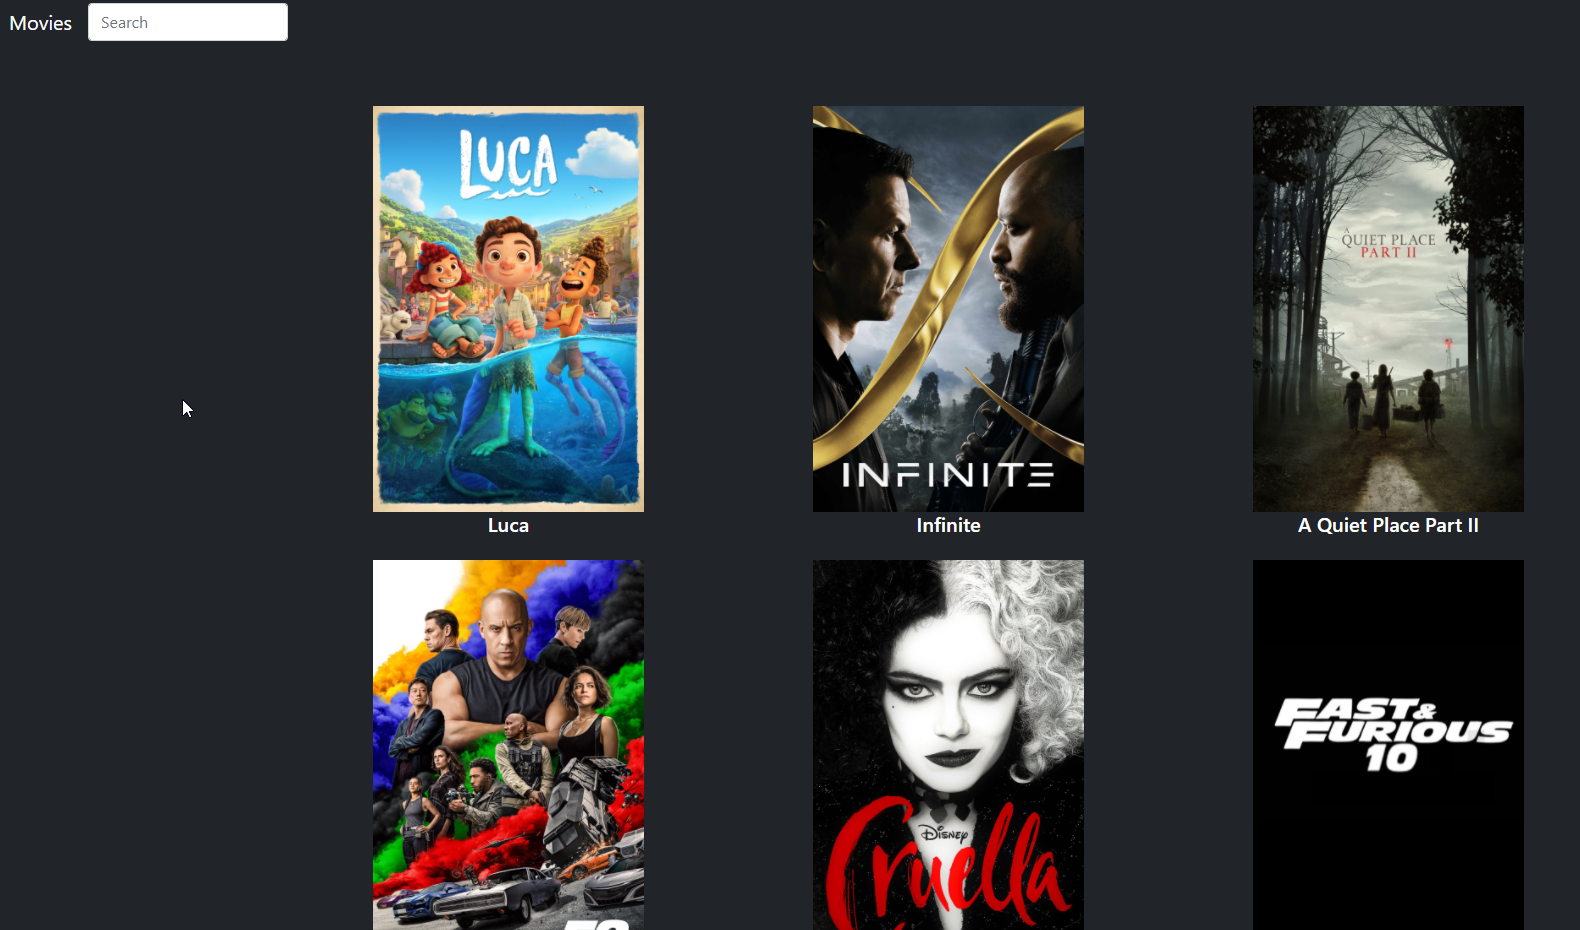 Movies
Search
LUCA
INFINITE
A
QUIET PLACE
PART II
Luca
Infinite
A Quiet Place Part II
DISNEY
Cruella
FAST &
FURIOUS
10